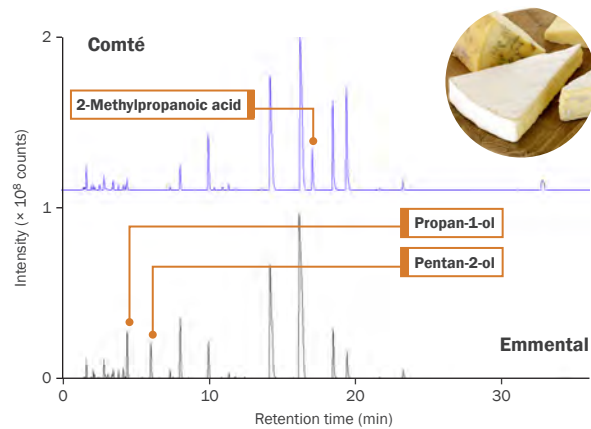 2
Comté
2-Methylpropanoic acid
1
Propan-1-ol
Pentan-2-ol
Emmental
0
0
10
20
30
Intensity (× 10⁸ counts)
Retention time (min)